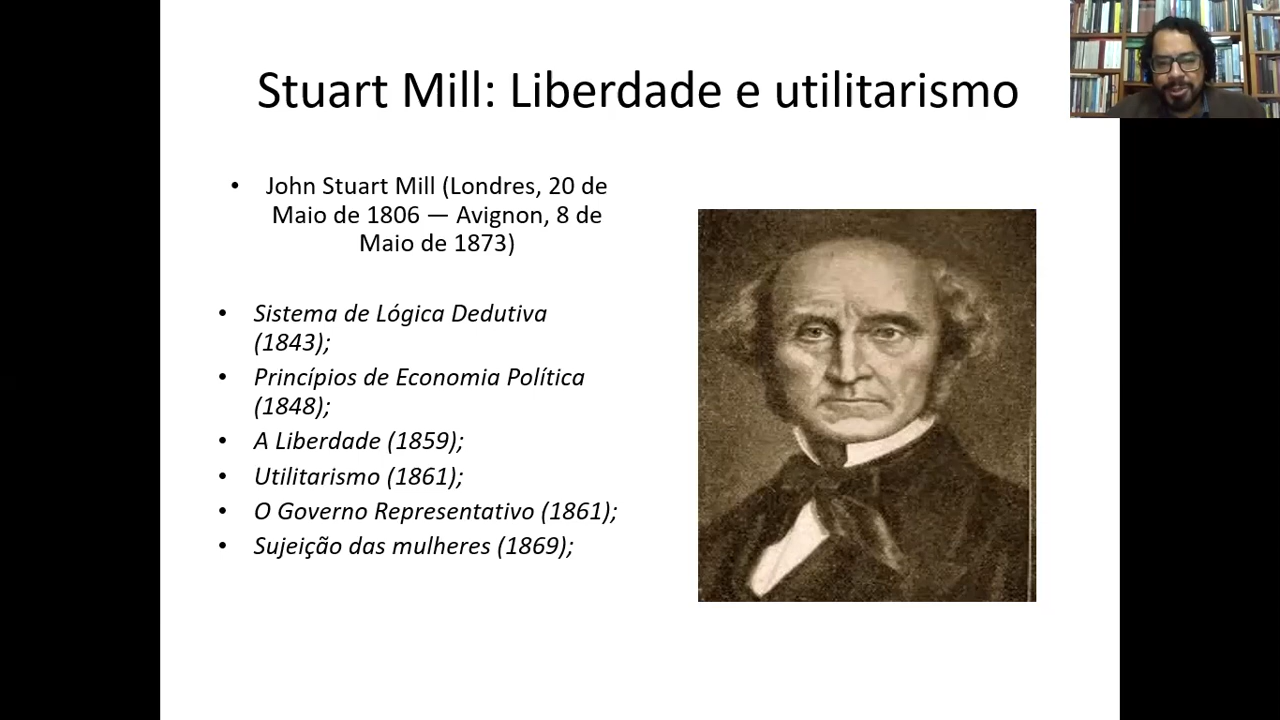 Stuart Mill: Liberdade e utilitarismo
• John Stuart Mill (Londres, 20 de
Maio de 1806 — Avignon, 8 de
Maio de 1873)
• Sistema de Lógica Dedutiva
(1843);
• Princípios de Economia Política
(1848);
• A Liberdade (1859);
• Utilitarismo (1861);
• O Governo Representativo (1861);
• Sujeição das mulheres (1869);